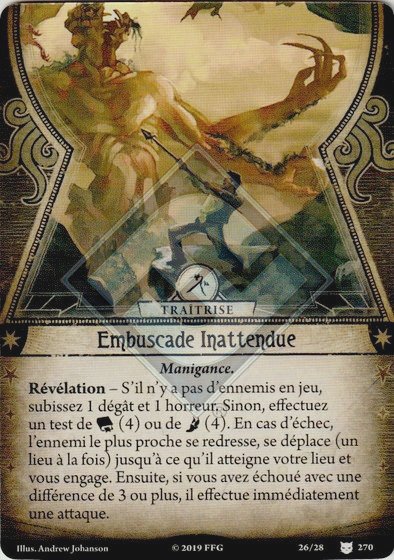 TRAÎTRISE
Embuscade Inattendue
Manigance.
Révélation – S'il n'y a pas d'ennemis en jeu,
subissez 1 dégât et 1 horreur. Sinon, effectuez
un test de (4) ou de (4). En cas d'échec,
l'ennemi le plus proche se redresse, se déplace (un
lieu à la fois) jusqu'à ce qu'il atteigne votre lieu et
vous engage. Ensuite, si vous avez échoué avec une
différence de 3 ou plus, il effectue immédiatement
une attaque.
Illus. Andrew Johanson © 2019 FFG 26/28 270